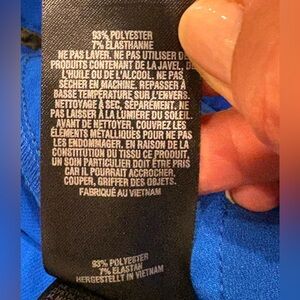 93% POLYESTER
7% ÉLASTHANNE
NE PAS LAVER. NE PAS UTILISER DE
PRODUITS CONTENANT DE LA JAVEL, DE
L'HUILE OU DE L'ALCOOL. NE PAS
SÉCHER EN MACHINE. REPASSER À
BASSE TEMPÉRATURE SUR L'ENVERS.
NETTOYAGE À SEC, SÉPARÉMENT. NE
PAS LAISSER À LA LUMIÈRE DU SOLEIL.
AVANT DE NETTOYER, COUVREZ LES
ÉLÉMENTS MÉTALLIQUES POUR NE PAS
LES ENDOMMAGER. EN RAISON DE LA
CONSTITUTION DU TISSU CE PRODUIT,
UN SOIN PARTICULIER DOIT ÊTRE PRIS
CAR IL POURRAIT ACCROCHER,
COUPER, GRIFFER DES OBJETS.
FABRIQUÉ AU VIETNAM
93% POLYESTER
7% ELASTAN
HERGESTELLT IN VIETNAM